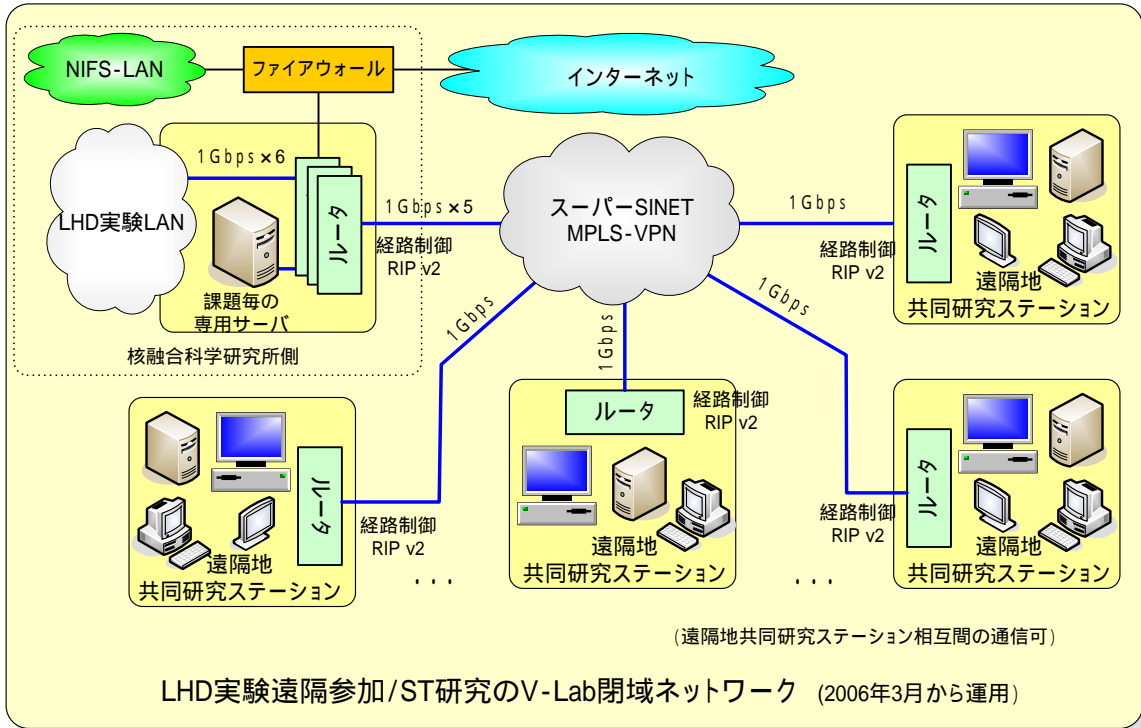 NIFS-LAN
ファイアウォール
インターネット
LHD実験LAN
1Gbps×6
ルータ
課題毎の
専用サーバ
核融合科学研究所側
1Gbps×5
経路制御
RIP v2
スーパーSINET
MPLS-VPN
1Gbps
経路制御
RIP v2
ルータ
遠隔地
共同研究ステーション
1Gbps
ルータ
経路制御
RIP v2
遠隔地
共同研究ステーション
...
1Gbps
ルータ
経路制御
RIP v2
遠隔地
共同研究ステーション
...
1Gbps
経路制御
RIP v2
ルータ
遠隔地
共同研究ステーション
(遠隔地共同研究ステーション相互間の通信可)
LHD実験遠隔参加/ST研究のV-Lab閉域ネットワーク (2006年3月から運用)